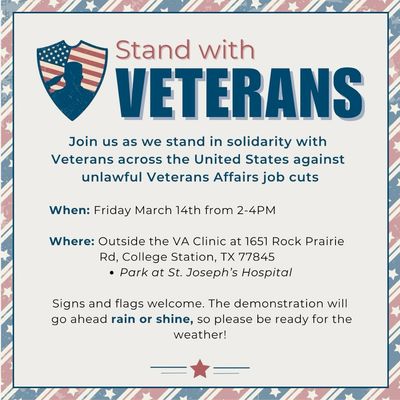 Stand with
VETERANS
Join us as we stand in solidarity with
Veterans across the United States against
unlawful Veterans Affairs job cuts
When: Friday March 14th from 2-4PM
Where: Outside the VA Clinic at 1651 Rock Prairie
Rd, College Station, TX 77845
• Park at St. Joseph's Hospital
Signs and flags welcome. The demonstration will
go ahead rain or shine, so please be ready for the
weather!